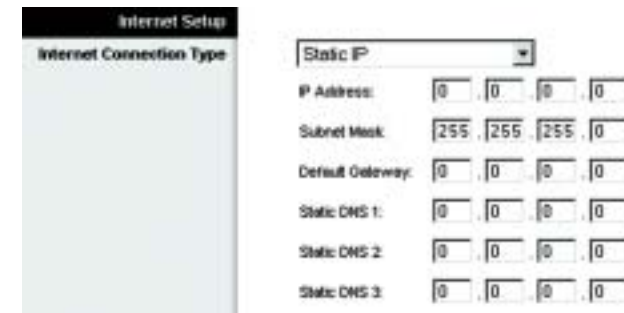 Internet Setup
Internet Connection Type
Static IP
IP Address: 0 . 0 . 0 . 0
Subnet Mask: 255 . 255 . 255 . 0
Default Gateway: 0 . 0 . 0 . 0
Static DNS 1: 0 . 0 . 0 . 0
Static DNS 2: 0 . 0 . 0 . 0
Static DNS 3: 0 . 0 . 0 . 0